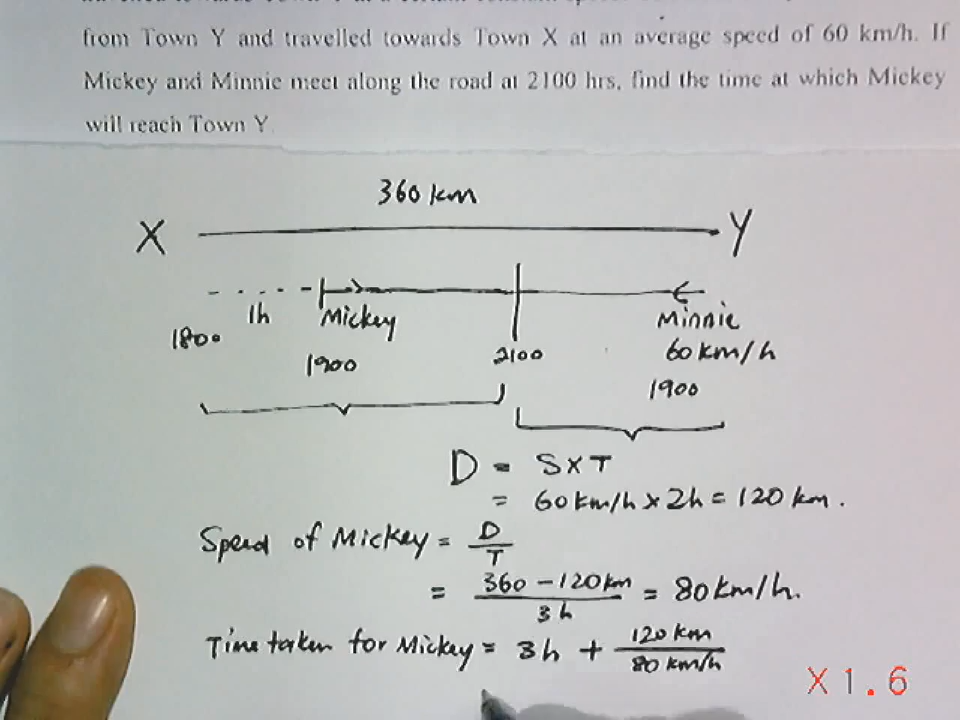 from Town Y and travelled towards Town X at an average speed of 60 km/h. If
Mickey and Minnie meet along the road at 2100 hrs, find the time at which Mickey
will reach Town Y.
360 km
X Y
1h Mickey Minnie
1800 1900 2100 60 km/h
1900
D = S x T
= 60 km/h x 2h = 120 km.
Speed of Mickey = D/T
= 360 - 120 km / 3h = 80 km/h.
Time taken for Mickey = 3h + 120 km / 80 km/h
X1.6